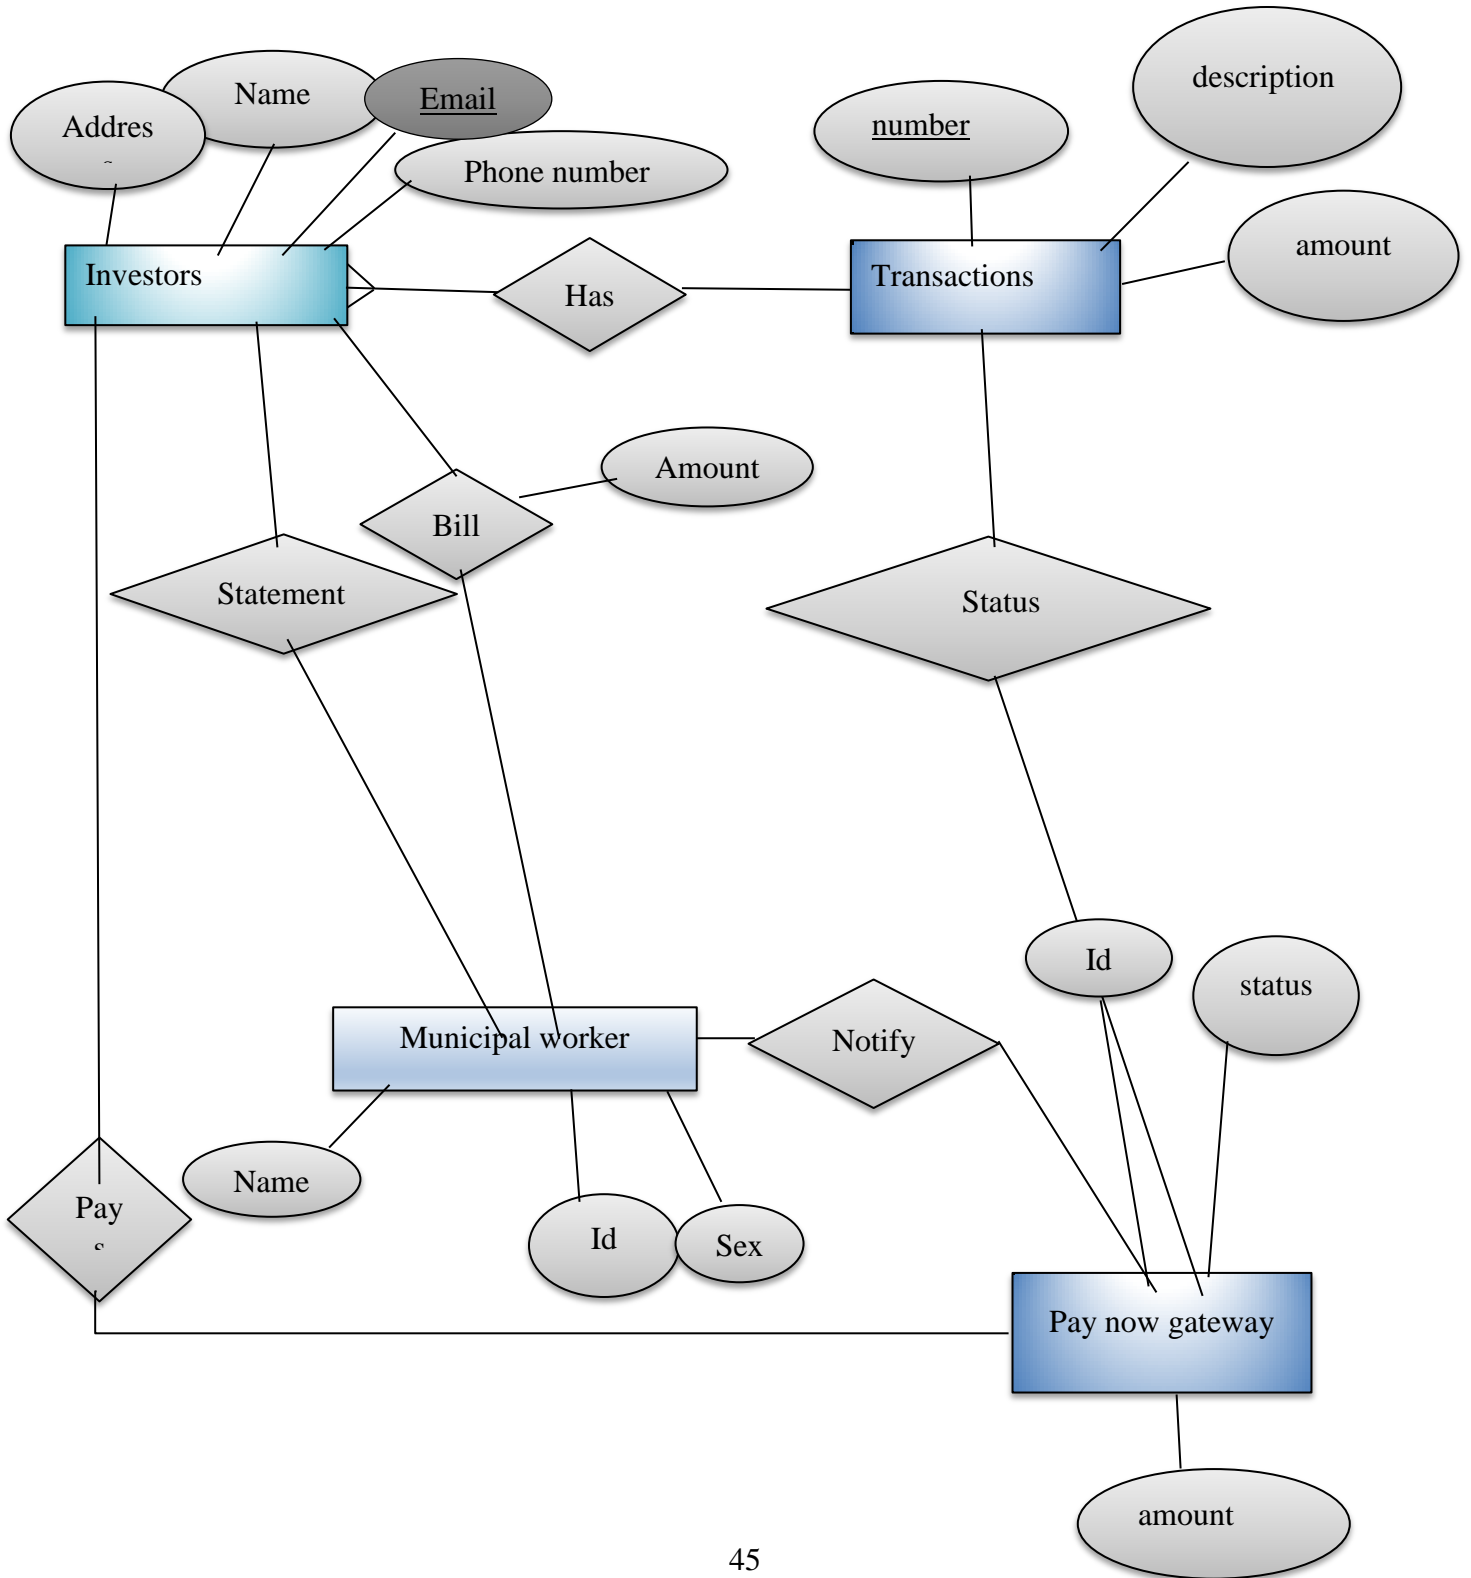 description
Name
Email
Addres
s
number
Phone number
amount
Investors
Transactions
Has
Amount
Bill
Statement
Status
Id
status
Municipal worker
Notify
Name
Pay
s
Id
Sex
Pay now gateway
amount
45